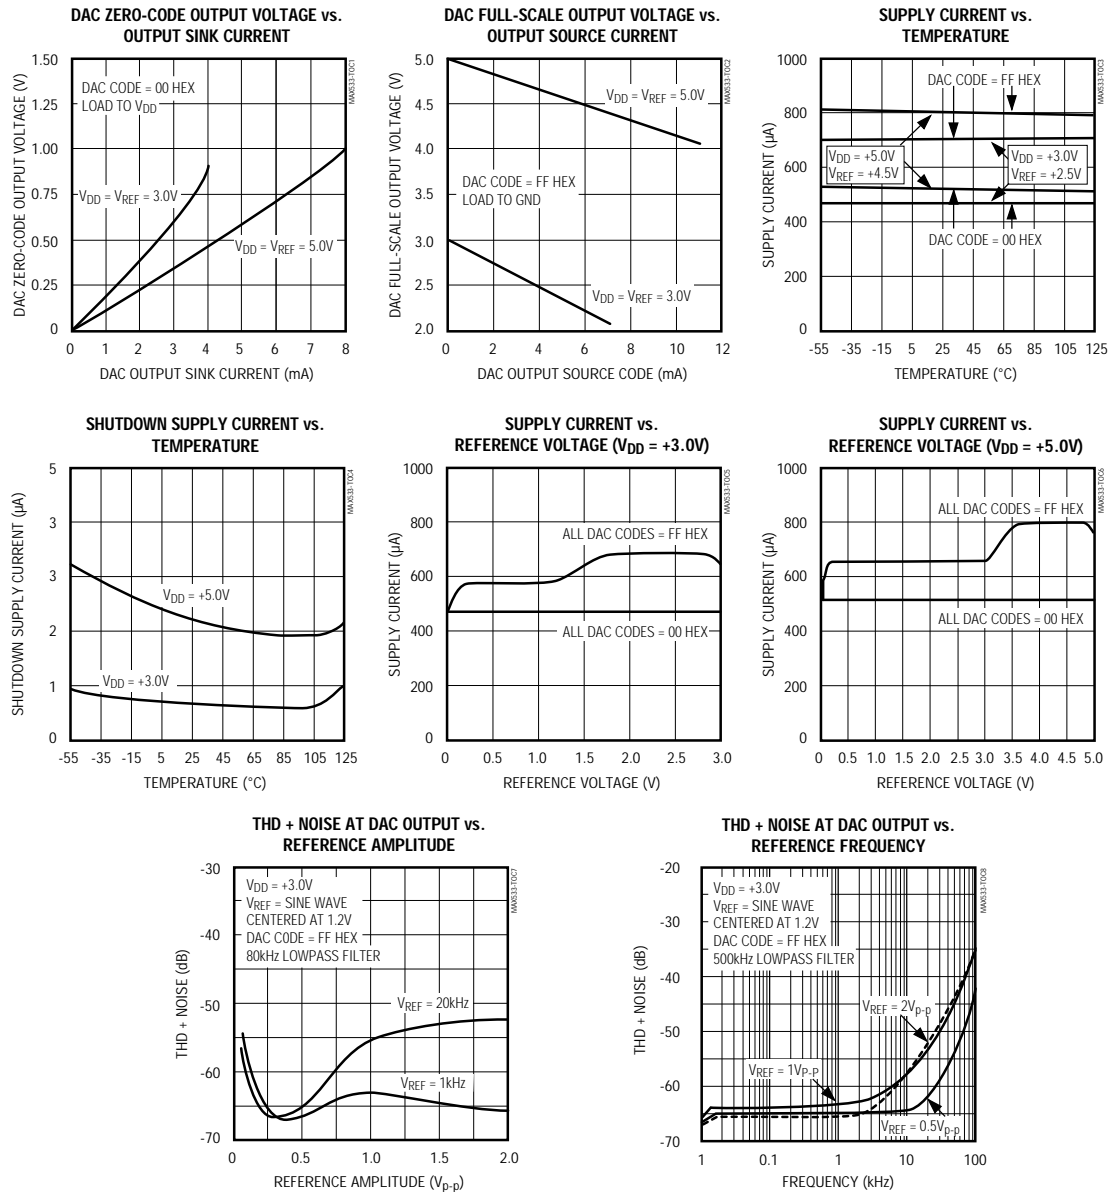 DAC ZERO-CODE OUTPUT VOLTAGE vs.
OUTPUT SINK CURRENT
DAC ZERO-CODE OUTPUT VOLTAGE (V)
1.50
1.25
1.00
0.75
0.50
0.25
0
DAC CODE = 00 HEX
LOAD TO VDD
VDD = VREF = 3.0V
VDD = VREF = 5.0V
MAX533-TOC1
0 1 2 3 4 5 6 7 8
DAC OUTPUT SINK CURRENT (mA)
DAC FULL-SCALE OUTPUT VOLTAGE vs.
OUTPUT SOURCE CURRENT
DAC FULL-SCALE OUTPUT VOLTAGE (V)
5.0
4.5
4.0
3.5
3.0
2.5
2.0
VDD = VREF = 5.0V
DAC CODE = FF HEX
LOAD TO GND
VDD = VREF = 3.0V
MAX533-TOC2
0 2 4 6 8 10 12
DAC OUTPUT SOURCE CODE (mA)
SUPPLY CURRENT vs.
TEMPERATURE
SUPPLY CURRENT (µA)
1000
800
600
400
200
0
DAC CODE = FF HEX
VDD = +5.0V
VREF = +4.5V
VDD = +3.0V
VREF = +2.5V
DAC CODE = 00 HEX
MAX533-TOC3
-55 -35 -15 5 25 45 65 85 105 125
TEMPERATURE (°C)
SHUTDOWN SUPPLY CURRENT vs.
TEMPERATURE
SHUTDOWN SUPPLY CURRENT (µA)
5
3
3
2
1
0
VDD = +5.0V
VDD = +3.0V
MAX533-TOC4
-55 -35 -15 5 25 45 65 85 105 125
TEMPERATURE (°C)
SUPPLY CURRENT vs.
REFERENCE VOLTAGE (VDD = +3.0V)
SUPPLY CURRENT (µA)
1000
800
600
400
200
0
ALL DAC CODES = FF HEX
ALL DAC CODES = 00 HEX
MAX533-TOC5
0 0.5 1.0 1.5 2.0 2.5 3.0
REFERENCE VOLTAGE (V)
SUPPLY CURRENT vs.
REFERENCE VOLTAGE (VDD = +5.0V)
SUPPLY CURRENT (µA)
1000
800
600
400
200
0
ALL DAC CODES = FF HEX
ALL DAC CODES = 00 HEX
MAX533-TOC6
0 0.5 1.5 2.0 2.5 3.0 3.0 4.0 4.5 5.0
REFERENCE VOLTAGE (V)
THD + NOISE AT DAC OUTPUT vs.
REFERENCE AMPLITUDE
THD + NOISE (dB)
-30
-40
-50
-60
-70
VDD = +3.0V
VREF = SINE WAVE
CENTERED AT 1.2V
DAC CODE = FF HEX
80kHz LOWPASS FILTER
VREF = 20kHz
VREF = 1kHz
MAX533-TOC7
0 0.5 1.0 1.5 2.0
REFERENCE AMPLITUDE (Vp-p)
THD + NOISE AT DAC OUTPUT vs.
REFERENCE FREQUENCY
THD + NOISE (dB)
-20
-30
-40
-50
-60
-70
VDD = +3.0V
VREF = SINE WAVE
CENTERED AT 1.2V
DAC CODE = FF HEX
500kHz LOWPASS FILTER
VREF = 2Vp-p
VREF = 1VP-P
VREF = 0.5Vp-p
MAX533-TOC8
1 0.1 1 10 100
FREQUENCY (kHz)